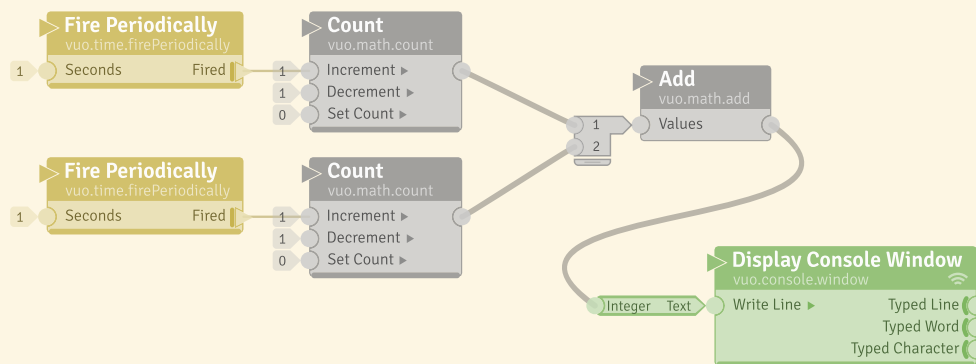 Fire Periodically
vuo.time.firePeriodically
1 Seconds Fired
Count
vuo.math.count
1 Increment
1 Decrement
0 Set Count
Add
vuo.math.add
1 Values
2
Fire Periodically
vuo.time.firePeriodically
1 Seconds Fired
Count
vuo.math.count
1 Increment
1 Decrement
0 Set Count
Display Console Window
vuo.console.window
Integer Text Write Line Typed Line
Typed Word
Typed Character